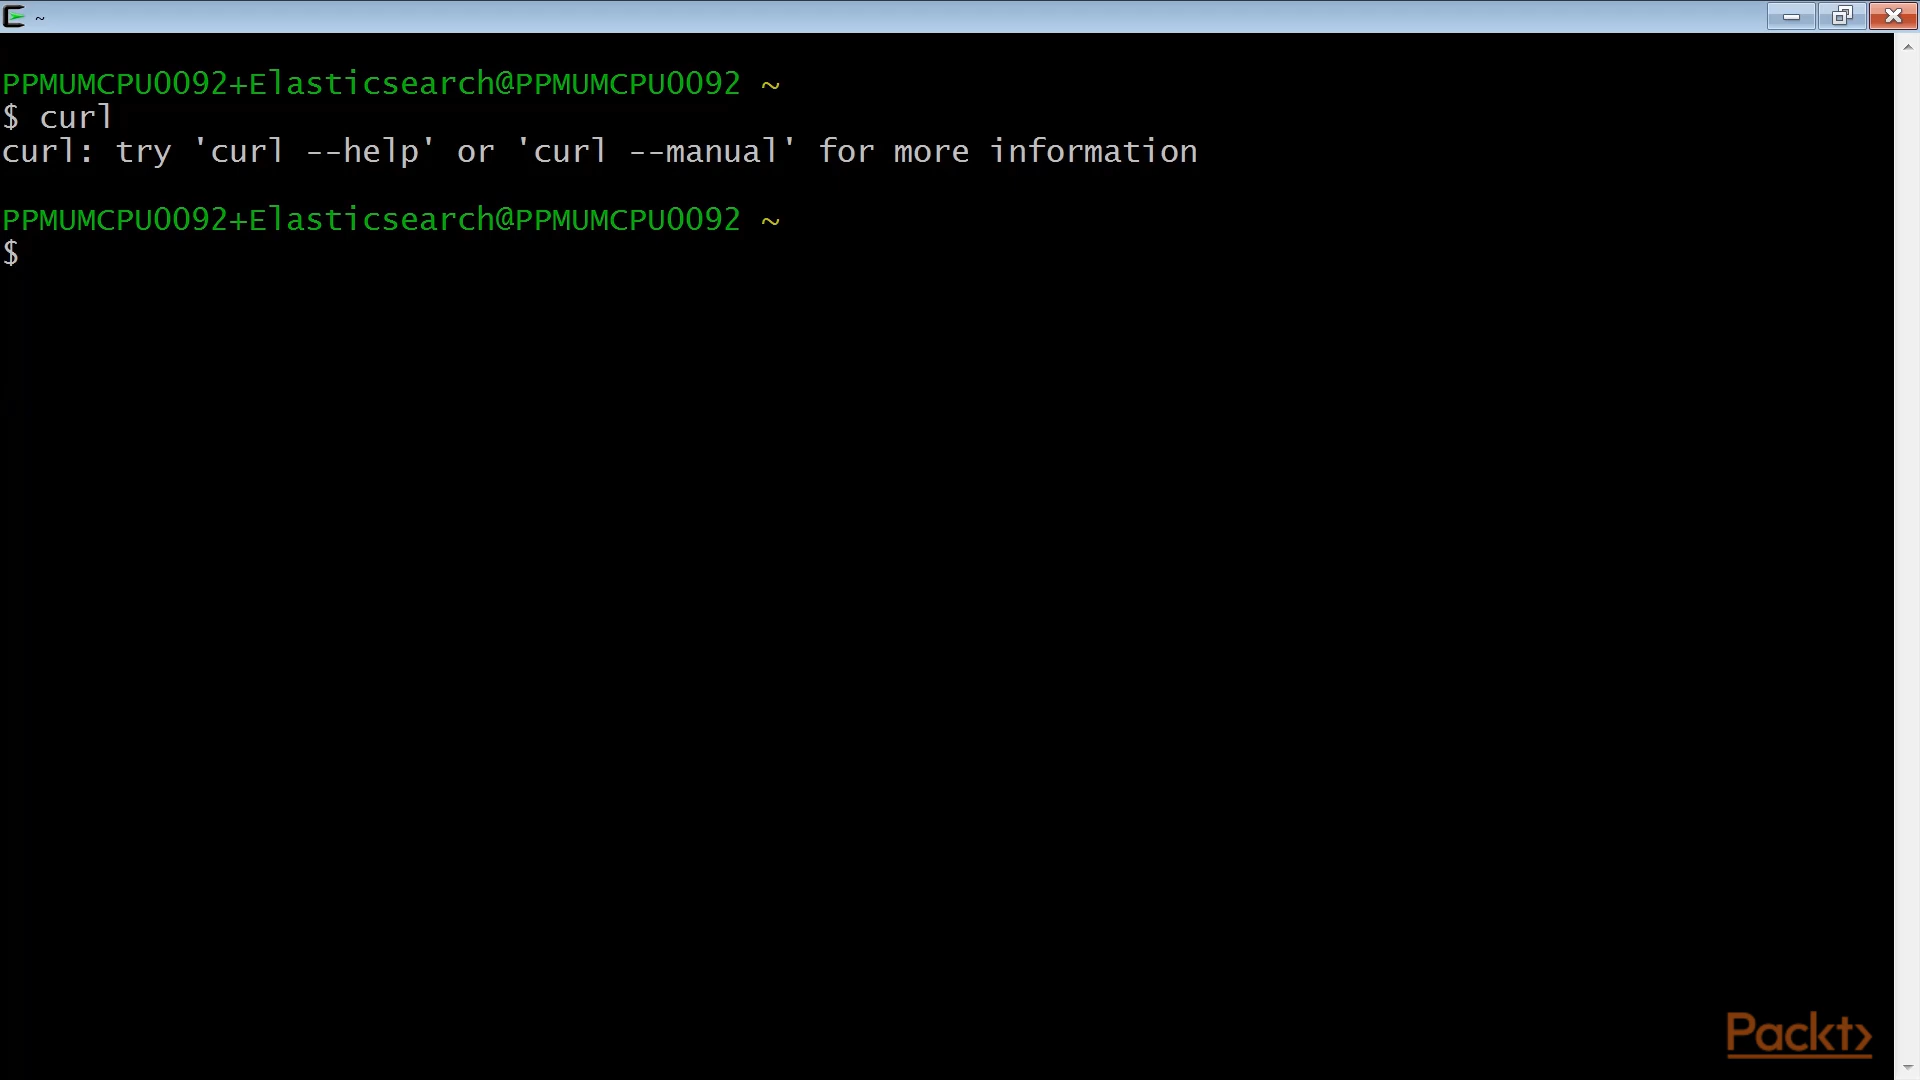 ~
PPMUMCPU0092+Elasticsearch@PPMUMCPU0092 ~
$ curl
curl: try 'curl --help' or 'curl --manual' for more information
PPMUMCPU0092+Elasticsearch@PPMUMCPU0092 ~
$
Packt>